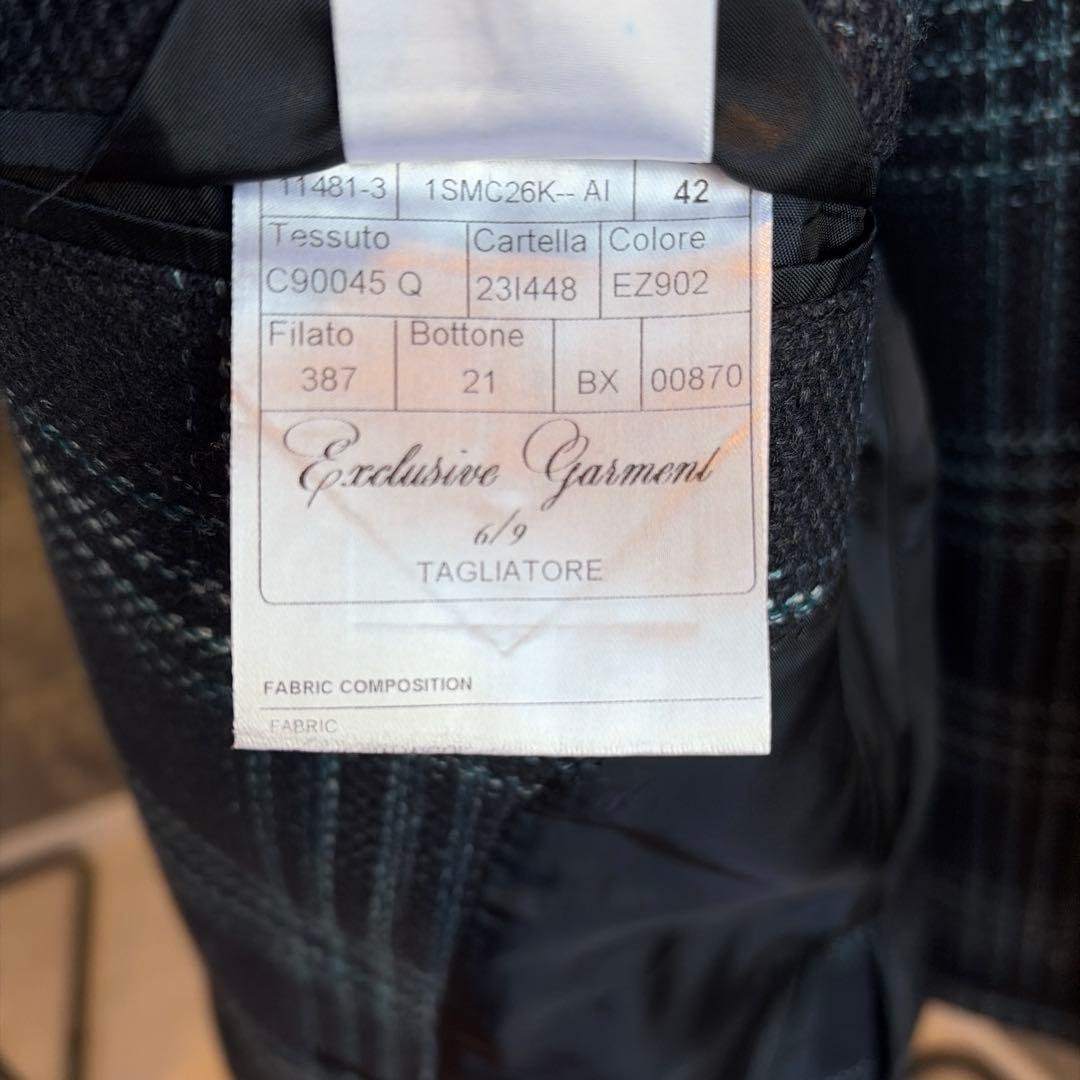 11481-3 1SMC26K-- AI 42
Tessuto Cartella Colore
C90045 Q 23I448 EZ902
Filato Bottone
387 21 BX 00870
Exclusive Garment
6/9
TAGLIATORE
FABRIC COMPOSITION
FABRIC